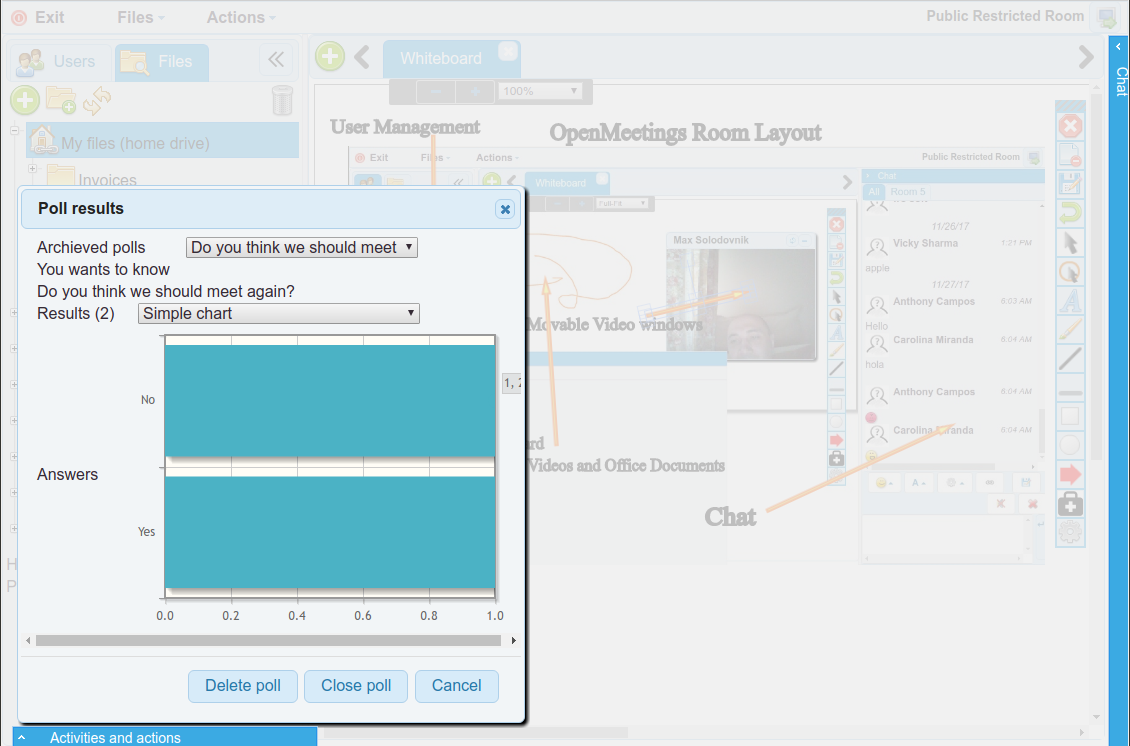 Exit
Files
Actions
Public Restricted Room
Users
Files
Whiteboard
100%
My files (home drive)
Invoices
User Management
OpenMeetings Room Layout
Exit
Files
Actions
Public Restricted Room
Whiteboard
Chat
All Room 5
11/26/17
Vicky Sharma 1:21 PM
apple
11/27/17
Anthony Campos 6:03 AM
Hello
Carolina Miranda 6:04 AM
hola
Anthony Campos 6:04 AM
Carolina Miranda 6:04 AM
Max Solodovnik
Movable Video windows
Videos and Office Documents
Chat
Chat
Poll results
Archieved polls Do you think we should meet
You wants to know
Do you think we should meet again?
Results (2) Simple chart
No
1,
Answers
Yes
0.0 0.2 0.4 0.6 0.8 1.0
Delete poll Close poll Cancel
Activities and actions